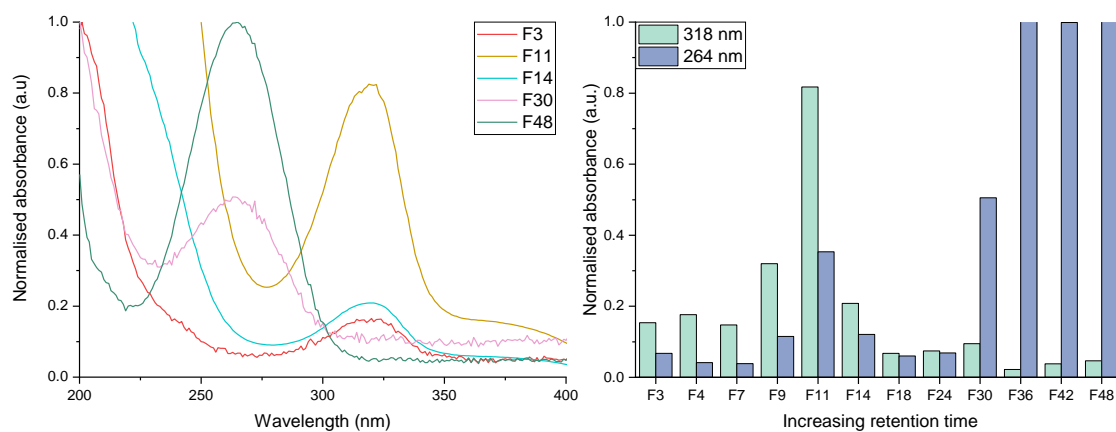 Normalised absorbance (a.u)
1.0
0.8
0.6
0.4
0.2
0.0
200
250
300
350
400
Wavelength (nm)
F3
F11
F14
F30
F48
Normalised absorbance (a.u.)
1.0
0.8
0.6
0.4
0.2
0.0
318 nm
264 nm
F3 F4 F7 F9 F11 F14 F18 F24 F30 F36 F42 F48
Increasing retention time